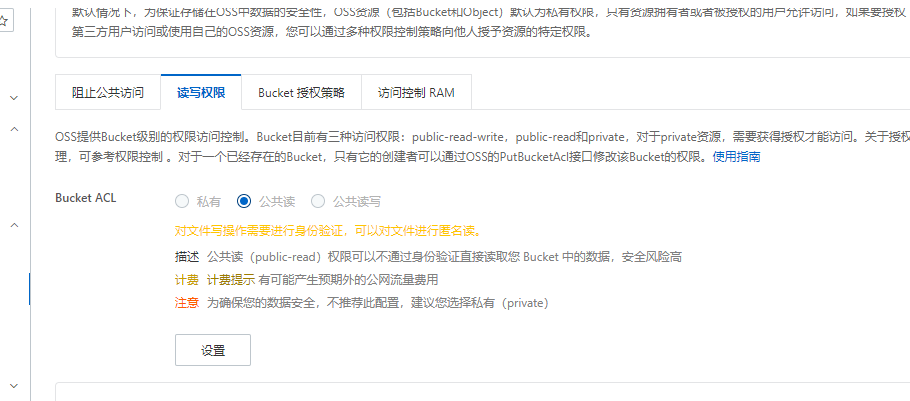 默认情况下，为保证存储在OSS中数据的安全性，OSS资源（包括Bucket和Object）默认为私有权限，只有资源拥有者或者被授权的用户允许访问，如果要授权
第三方用户访问或使用自己的OSS资源，您可以通过多种权限控制策略向他人授予资源的特定权限。
阻止公共访问 读写权限 Bucket 授权策略 访问控制 RAM
OSS提供Bucket级别的权限访问控制。Bucket目前有三种访问权限：public-read-write，public-read和private，对于private资源，需要获得授权才能访问。关于授权
理，可参考权限控制 。对于一个已经存在的Bucket，只有它的创建者可以通过OSS的PutBucketAcl接口修改该Bucket的权限。使用指南
Bucket ACL 私有 公共读 公共读写
对文件写操作需要进行身份验证，可以对文件进行匿名读。
描述 公共读（public-read）权限可以不通过身份验证直接读取您 Bucket 中的数据，安全风险高
计费 计费提示 有可能产生预期外的公网流量费用
注意 为确保您的数据安全，不推荐此配置，建议您选择私有（private）
设置